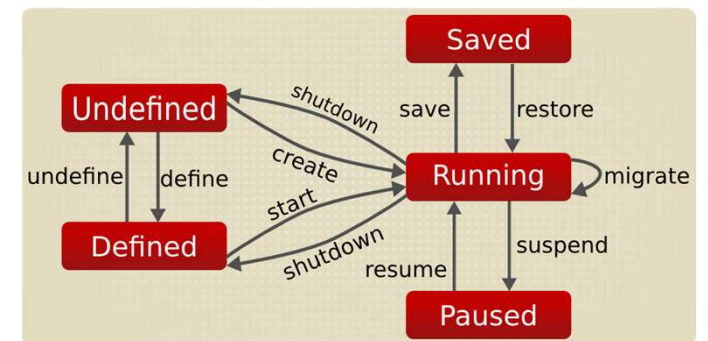 Saved
Undefined
shutdown
save
restore
create
undefine
define
Running
migrate
start
Defined
shutdown
suspend
resume
Paused